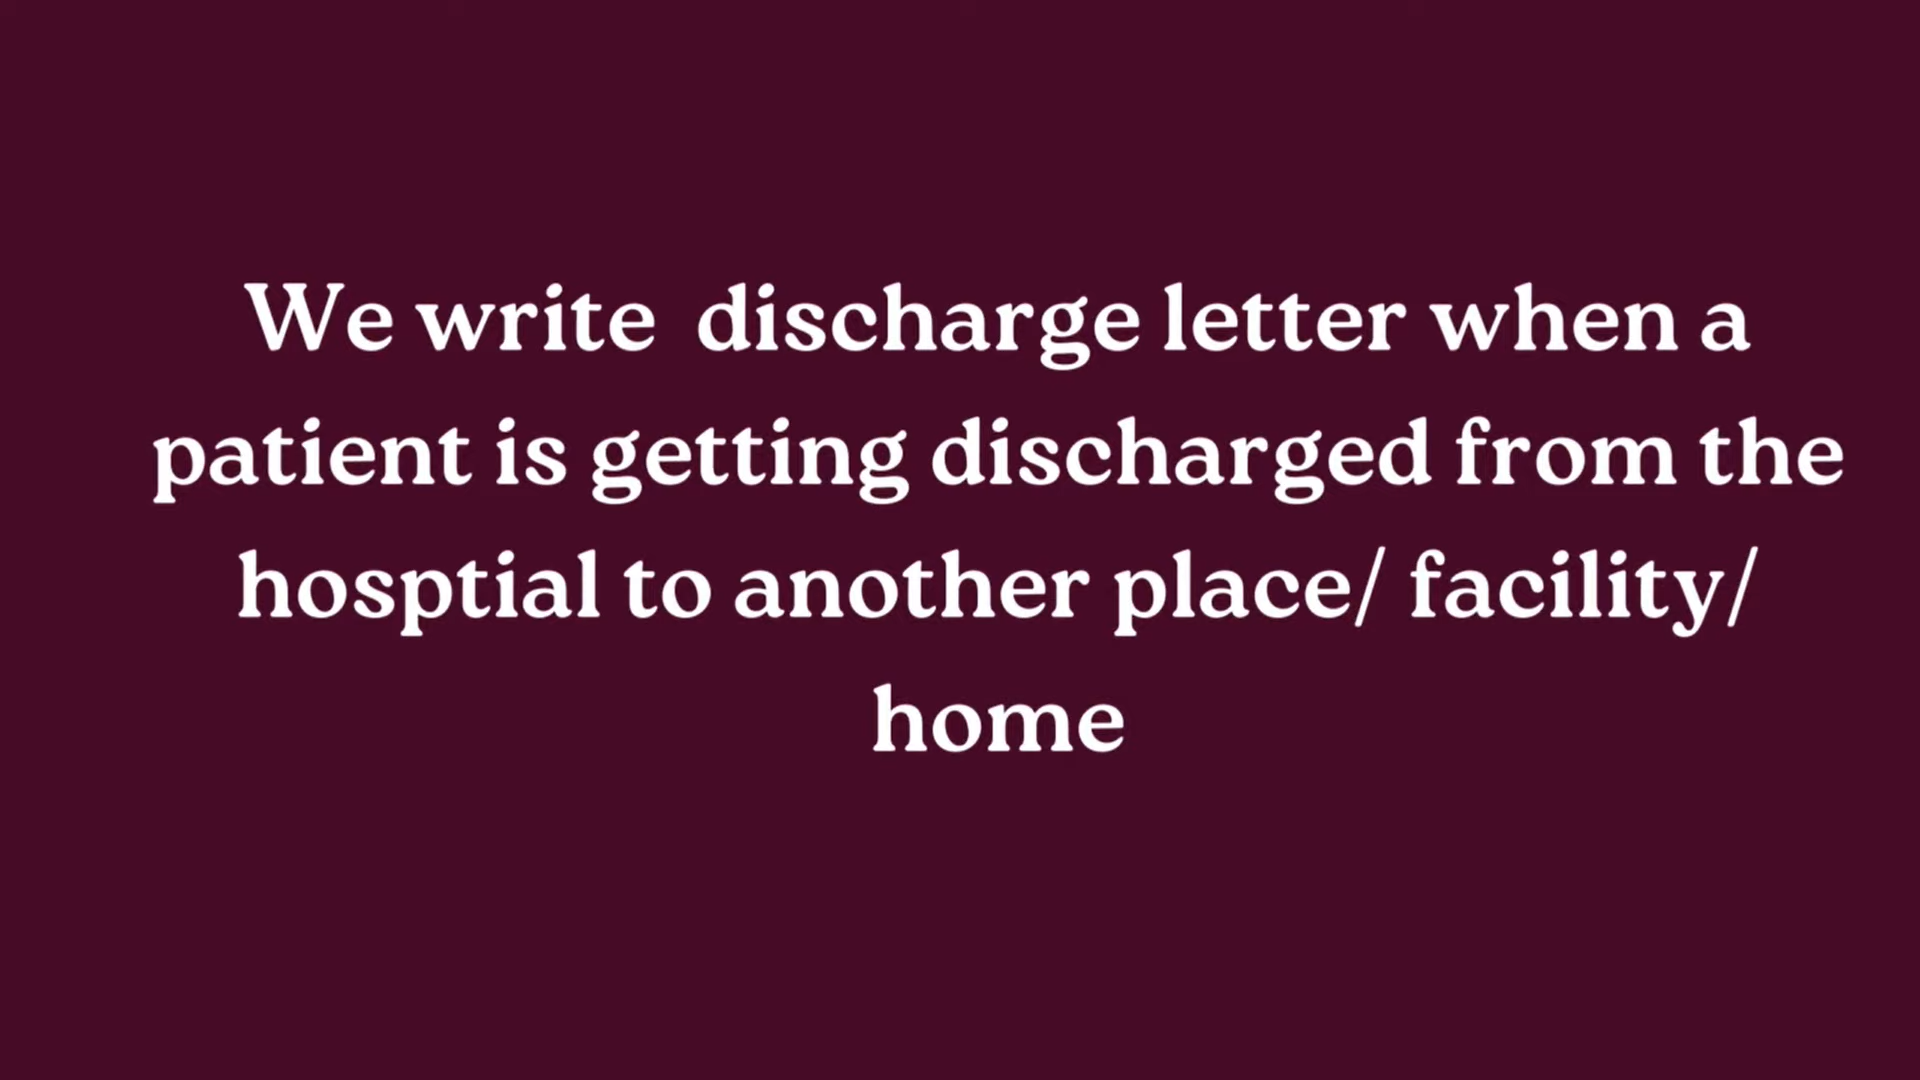 We write  discharge letter when a
patient is getting discharged from the
hosptial to another place/ facility/
home